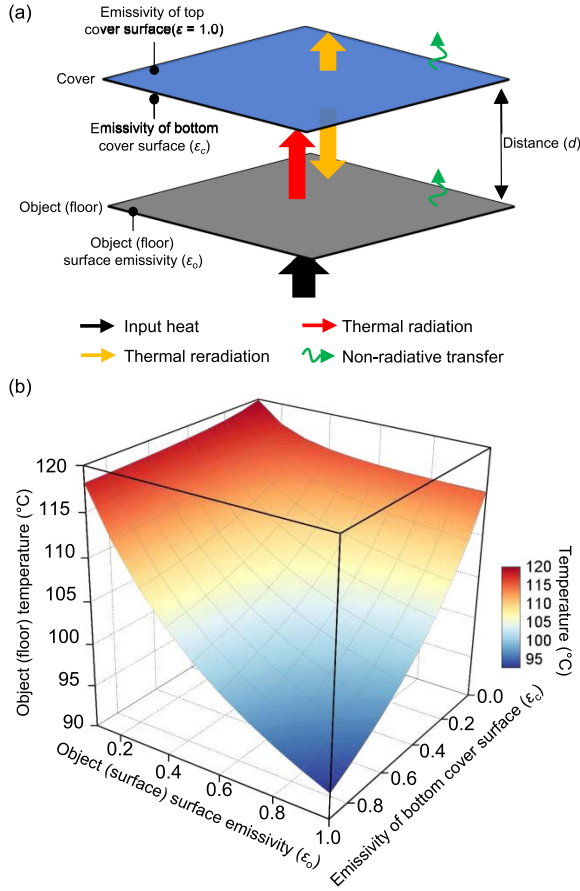 (a)
Emissivity of top
cover surface(ε = 1.0)
Cover
Emissivity of bottom
cover surface (εc)
Distance (d)
Object (floor)
Object (floor)
surface emissivity (εo)
Input heat
Thermal radiation
Thermal reradiation
Non-radiative transfer
(b)
Object (floor) temperature (°C)
120
115
110
105
100
95
90
0.2
0.4
0.6
0.8
1.0
Object (surface) surface emissivity (εo)
0.0
0.2
0.4
0.6
0.8
Emissivity of bottom cover surface (εc)
Temperature (°C)
120
115
110
105
100
95